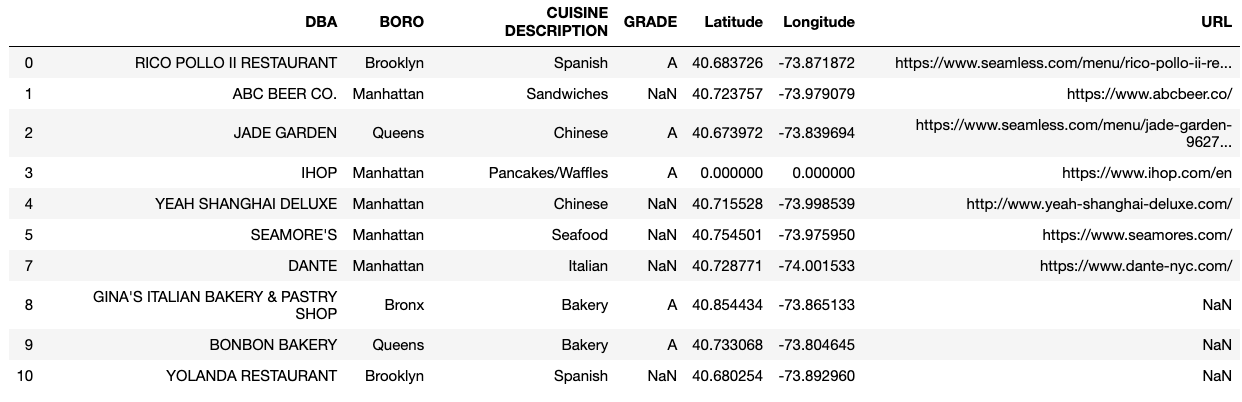 DBA BORO CUISINE DESCRIPTION GRADE Latitude Longitude URL
0 RICO POLLO II RESTAURANT Brooklyn Spanish A 40.683726 -73.871872 https://www.seamless.com/menu/rico-pollo-ii-re...
1 ABC BEER CO. Manhattan Sandwiches NaN 40.723757 -73.979079 https://www.abcbeer.co/
2 JADE GARDEN Queens Chinese A 40.673972 -73.839694 https://www.seamless.com/menu/jade-garden-
9627...
3 IHOP Manhattan Pancakes/Waffles A 0.000000 0.000000 https://www.ihop.com/en
4 YEAH SHANGHAI DELUXE Manhattan Chinese NaN 40.715528 -73.998539 http://www.yeah-shanghai-deluxe.com/
5 SEAMORE'S Manhattan Seafood NaN 40.754501 -73.975950 https://www.seamores.com/
7 DANTE Manhattan Italian NaN 40.728771 -74.001533 https://www.dante-nyc.com/
8 GINA'S ITALIAN BAKERY & PASTRY
SHOP Bronx Bakery A 40.854434 -73.865133 NaN
9 BONBON BAKERY Queens Bakery A 40.733068 -73.804645 NaN
10 YOLANDA RESTAURANT Brooklyn Spanish NaN 40.680254 -73.892960 NaN